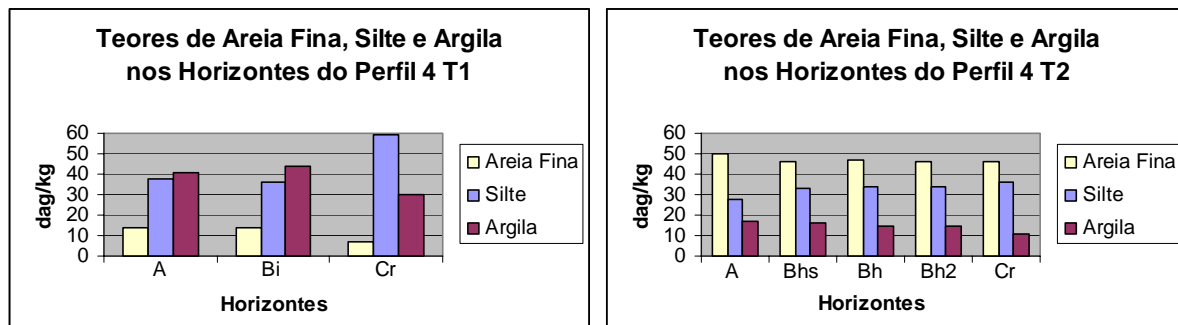 Teores de Areia Fina, Silte e Argila
nos Horizontes do Perfil 4 T1
60
50
40
30
20
10
0
dag/kg
A Bi Cr
Horizontes
Areia Fina
Silte
Argila
Teores de Areia Fina, Silte e Argila
nos Horizontes do Perfil 4 T2
60
50
40
30
20
10
0
dag/kg
A Bhs Bh Bh2 Cr
Horizontes
Areia Fina
Silte
Argila